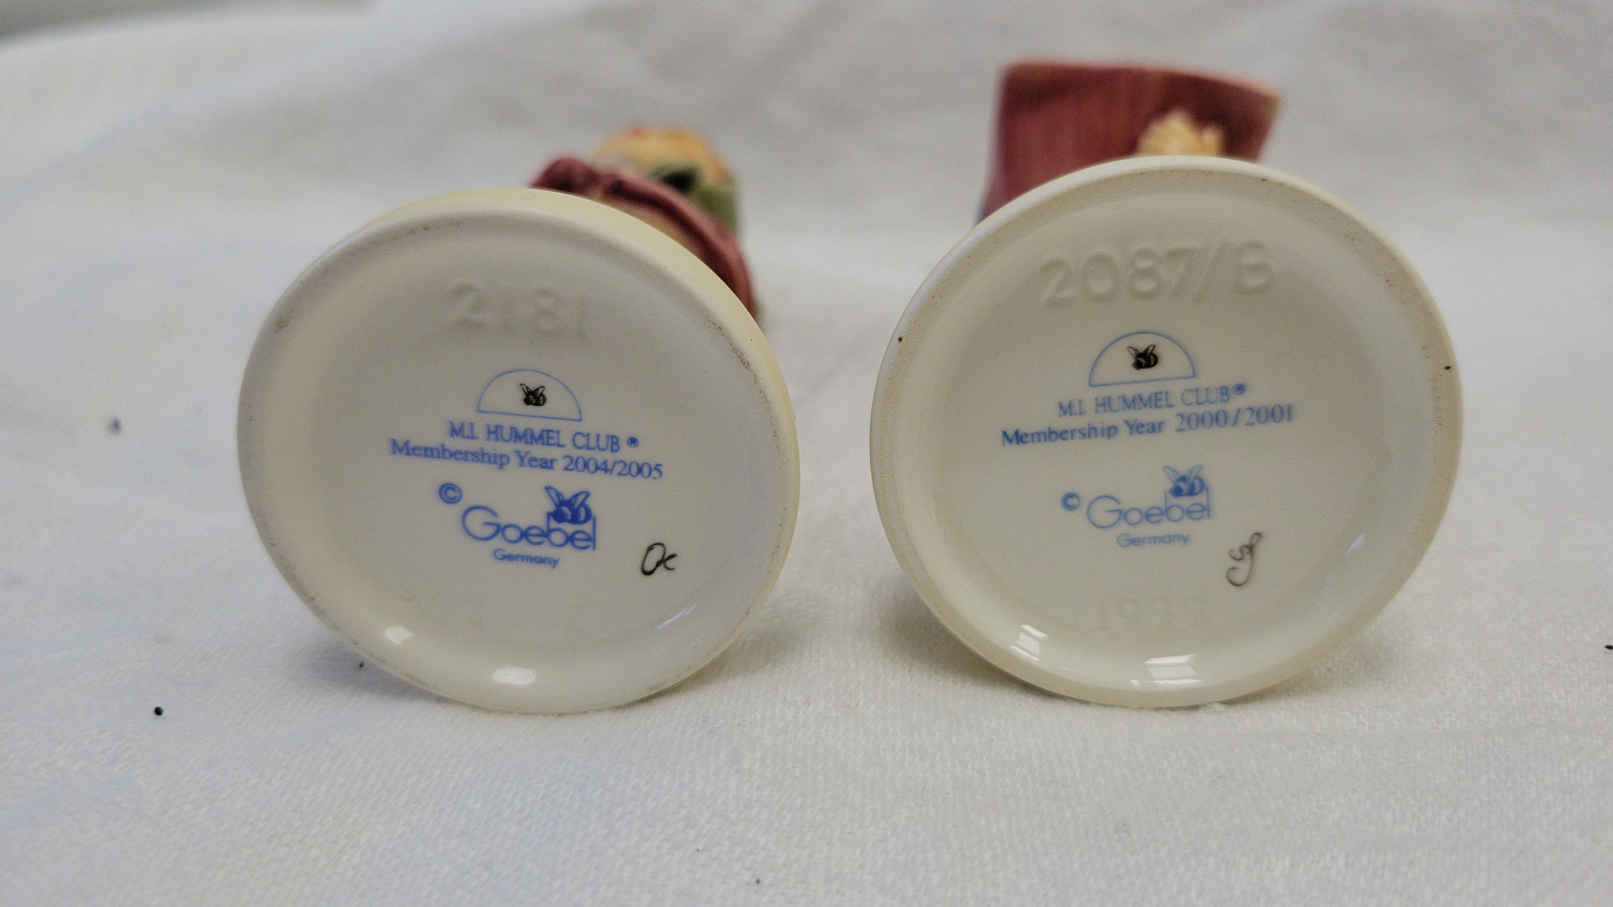 2181
M.I. HUMMEL CLUB ®
Membership Year 2004/2005
© Goebel
Germany
2087/B
M.I. HUMMEL CLUB®
Membership Year 2000/2001
© Goebel
Germany